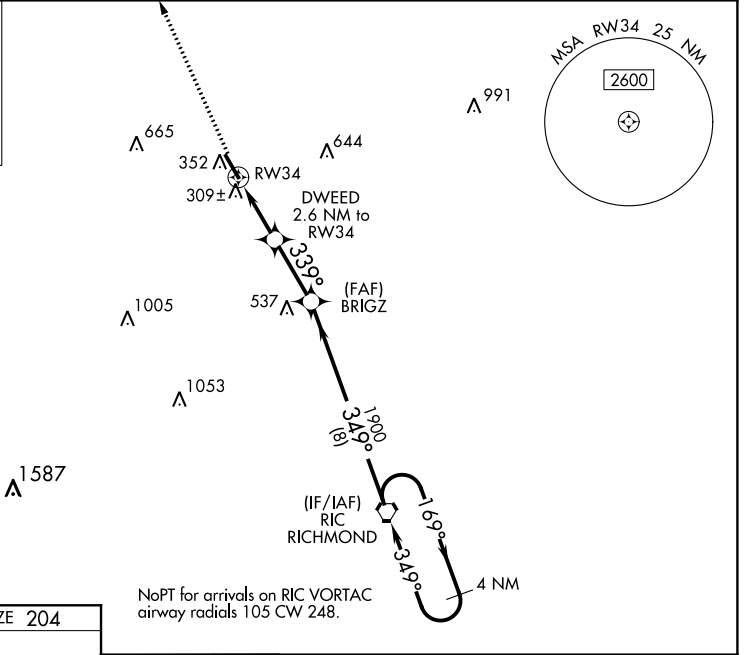 MSA RW34 25 NM
2600
991
665
644
352
RW34
309±
DWEED
2.6 NM to
RW34
339°
(FAF)
BRIGZ
537
1005
1053
1900
349°
(8)
1587
(IF/IAF)
RIC
RICHMOND
169°
349°
4 NM
NoPT for arrivals on RIC VORTAC
airway radials 105 CW 248.
ZE 204